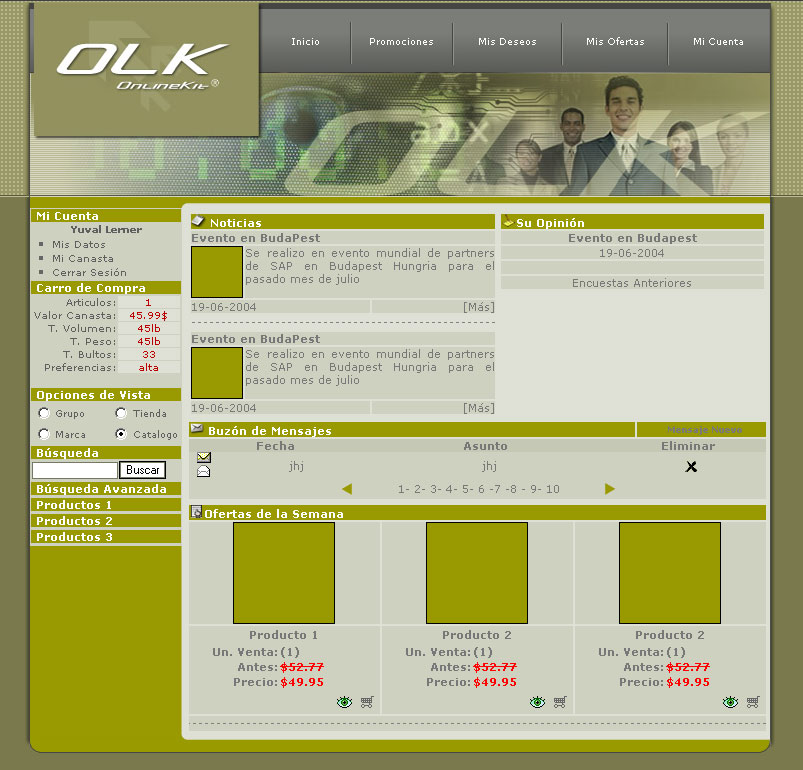 OLK
OnlineKit®
Inicio
Promociones
Mis Deseos
Mis Ofertas
Mi Cuenta
OLK
Mi Cuenta
Yuval Lerner
Mis Datos
Mi Canasta
Cerrar Sesión
Carro de Compra
Articulos: 1
Valor Canasta: 45.99$
T. Volumen: 45lb
T. Peso: 45lb
T. Bultos: 33
Preferencias: alta
Opciones de Vista
Grupo Tienda
Marca Catalogo
Búsqueda
Buscar
Búsqueda Avanzada
Productos 1
Productos 2
Productos 3
Noticias
Evento en BudaPest
Se realizo en evento mundial de partners
de SAP en Budapest Hungria para el
pasado mes de julio
19-06-2004 [Más]
Evento en BudaPest
Se realizo en evento mundial de partners
de SAP en Budapest Hungria para el
pasado mes de julio
19-06-2004 [Más]
Su Opinión
Evento en Budapest
19-06-2004
Encuestas Anteriores
Buzón de Mensajes Mensaje Nuevo
Fecha Asunto Eliminar
jhj jhj
1- 2- 3- 4- 5- 6 -7 -8 - 9- 10
Ofertas de la Semana
Producto 1
Un. Venta: (1)
Antes: $52.77
Precio: $49.95
Producto 2
Un. Venta: (1)
Antes: $52.77
Precio: $49.95
Producto 2
Un. Venta: (1)
Antes: $52.77
Precio: $49.95